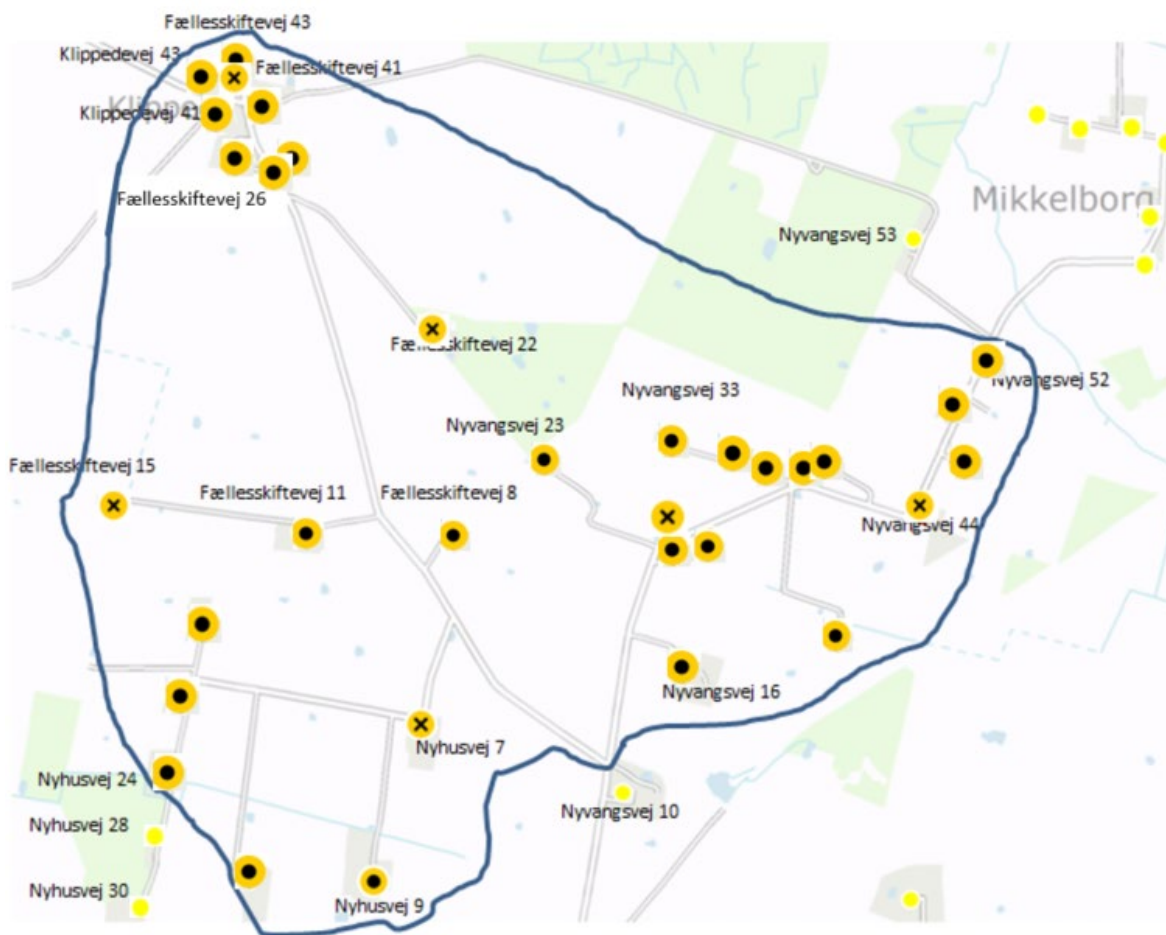 Fællesskiftevej 43
Klippedevej 43
Fællesskiftevej 41
Klippe
Klippedevej 41
Fællesskiftevej 26
Mikkelborg
Nyvangsvej 53
Fællesskiftevej 22
Nyvangsvej 52
Nyvangsvej 33
Nyvangsvej 23
Fællesskiftevej 15
Fællesskiftevej 11
Fællesskiftevej 8
Nyvangsvej 44
Nyvangsvej 16
Nyhusvej 7
Nyhusvej 24
Nyvangsvej 10
Nyhusvej 28
Nyhusvej 30
Nyhusvej 9